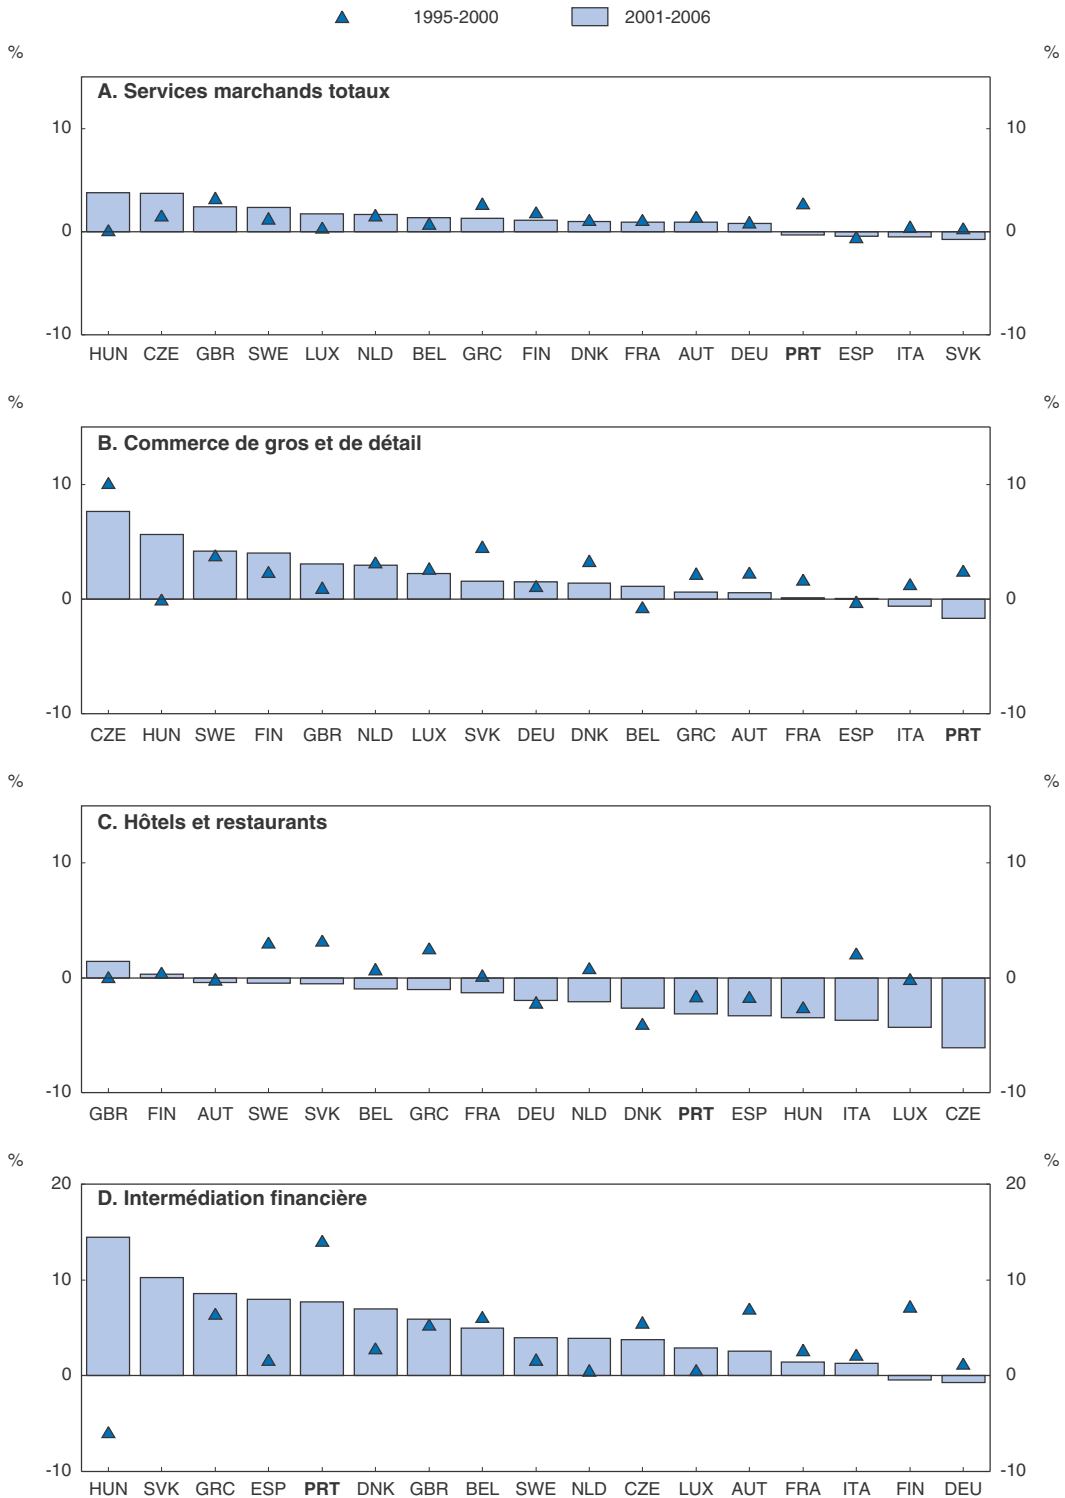 1995-2000 2001-2006
% %
A. Services marchands totaux
10 10
0 0
-10 -10
HUN CZE GBR SWE LUX NLD BEL GRC FIN DNK FRA AUT DEU PRT ESP ITA SVK
% %
B. Commerce de gros et de détail
10 10
0 0
-10 -10
CZE HUN SWE FIN GBR NLD LUX SVK DEU DNK BEL GRC AUT FRA ESP ITA PRT
% %
C. Hôtels et restaurants
10 10
0 0
-10 -10
GBR FIN AUT SWE SVK BEL GRC FRA DEU NLD DNK PRT ESP HUN ITA LUX CZE
% %
20 20
D. Intermédiation financière
10 10
0 0
-10 -10
HUN SVK GRC ESP PRT DNK GBR BEL SWE NLD CZE LUX AUT FRA ITA FIN DEU